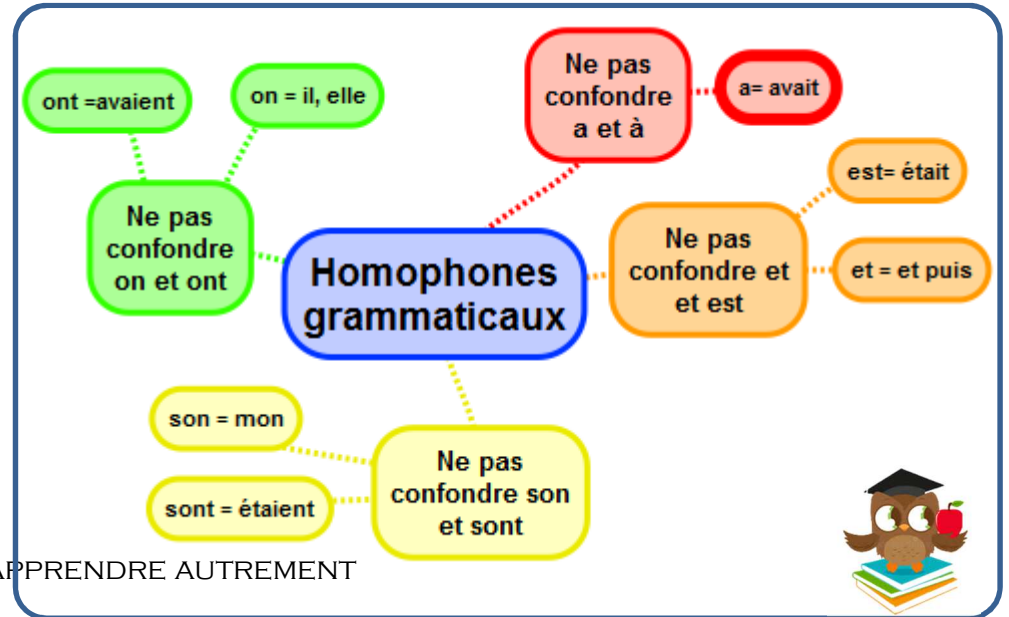 Homophones
grammaticaux
Ne pas
confondre
a et à
a= avait
Ne pas
confondre et
et est
est= était
et = et puis
Ne pas
confondre son
et sont
son = mon
sont = étaient
Ne pas
confondre
on et ont
ont =avaient
on = il, elle
APPRENDRE AUTREMENT